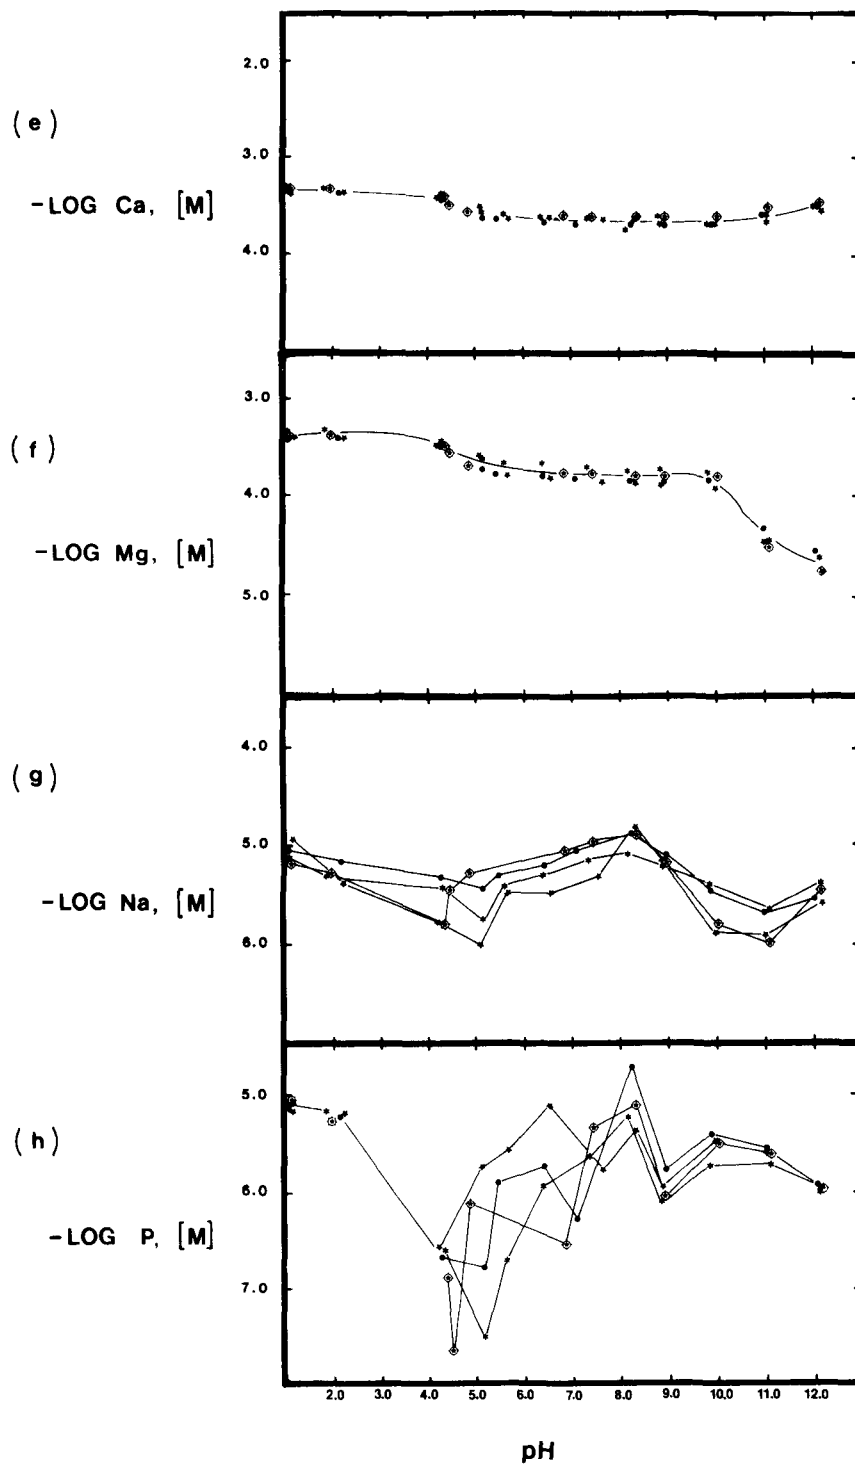 (e)
2.0
3.0
-LOG Ca, [M]
4.0
3.0
(f)
4.0
-LOG Mg, [M]
5.0
4.0
(g)
5.0
-LOG Na, [M]
6.0
5.0
(h)
6.0
-LOG P, [M]
7.0
2.0 3.0 4.0 5.0 6.0 7.0 8.0 9.0 10.0 11.0 12.0
pH